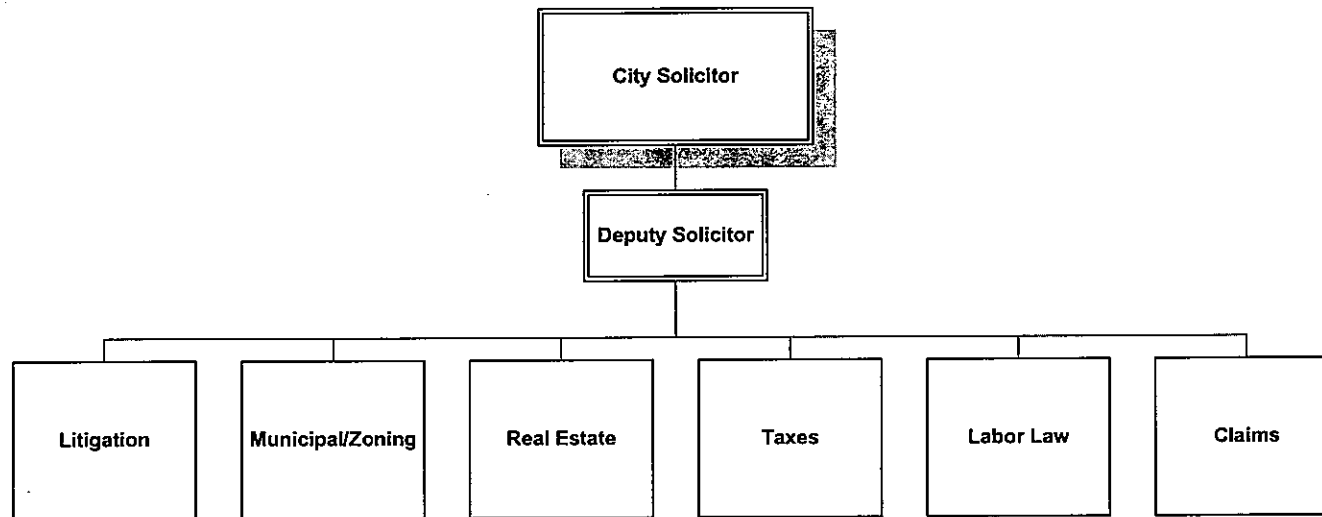 City Solicitor
Deputy Solicitor
Litigation
Municipal/Zoning
Real Estate
Taxes
Labor Law
Claims